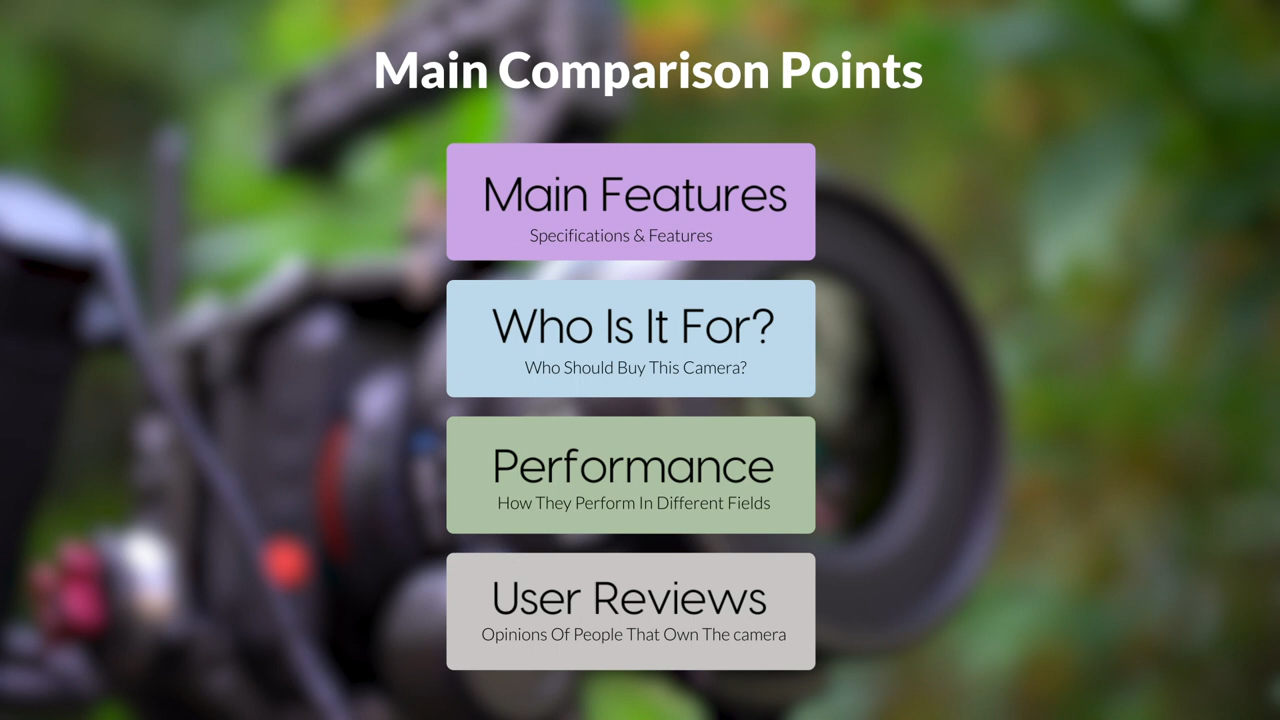 Main Comparison Points
Main Features
Specifications & Features
Who Is It For?
Who Should Buy This Camera?
Performance
How They Perform In Different Fields
User Reviews
Opinions Of People That Own The camera